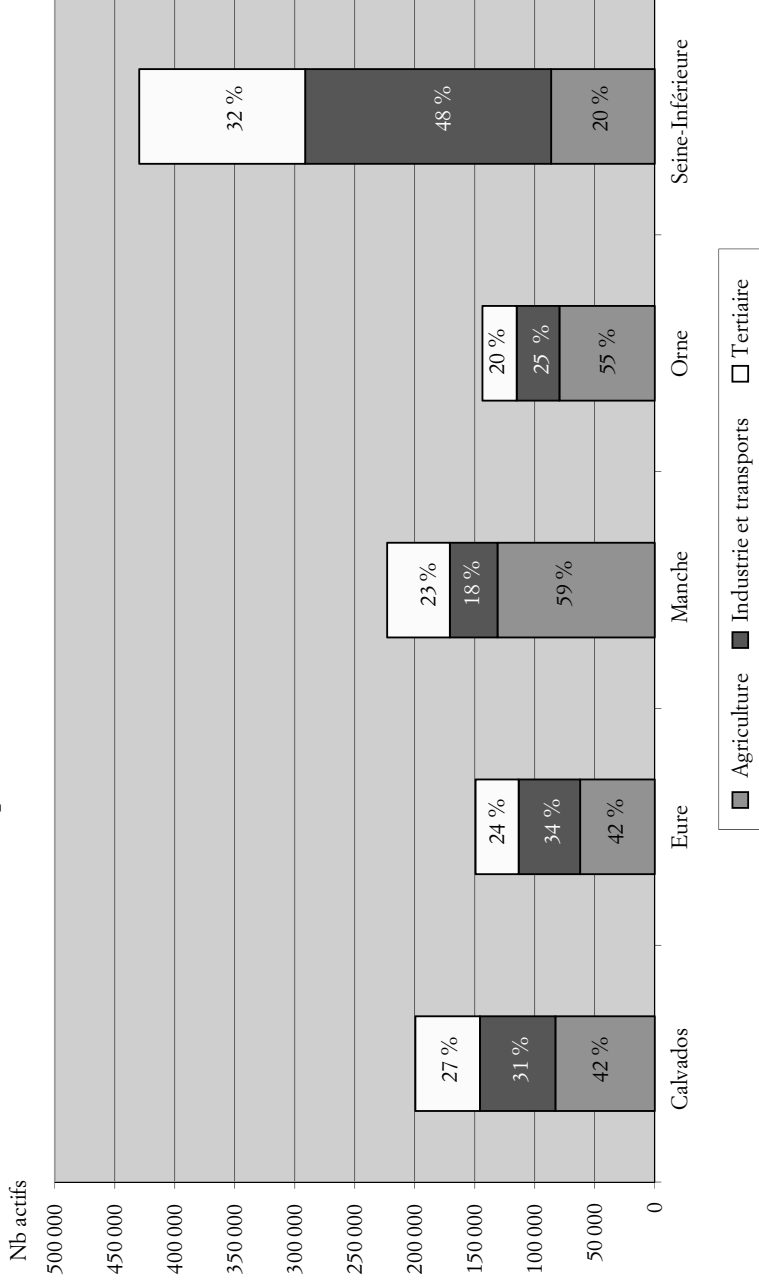 Nb actifs
500 000
450 000
400 000
350 000
300 000
250 000
200 000
150 000
100 000
50 000
0
27 %
31 %
42 %
24 %
34 %
42 %
23 %
18 %
59 %
20 %
25 %
55 %
32 %
48 %
20 %
Calvados
Eure
Manche
Orne
Seine-Inférieure
Agriculture
Industrie et transports
Tertiaire